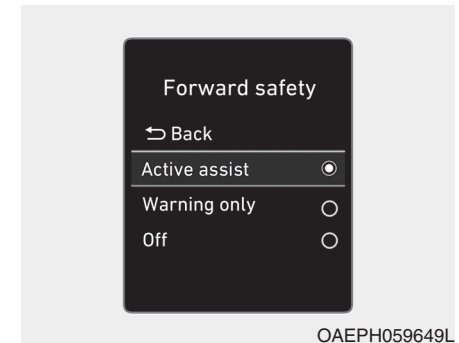 Forward safety
Back
Active assist
Warning only
Off
OAEPH059649L